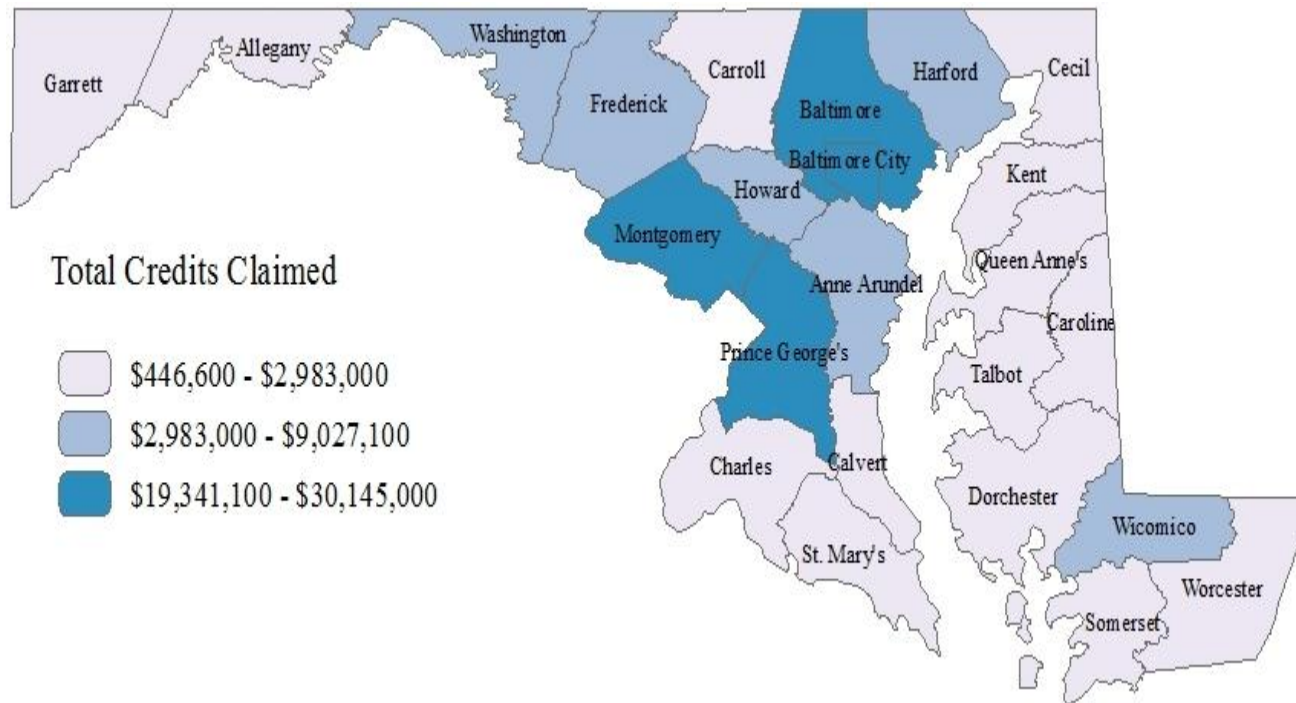 Garrett
Allegany
Washington
Frederick
Carroll
Baltimore
Baltimore City
Harford
Cecil
Kent
Howard
Montgomery
Queen Anne's
Anne Arundel
Caroline
Prince George's
Talbot
Charles
Calvert
Dorchester
St. Mary's
Wicomico
Worcester
Somerset
Total Credits Claimed
$446,600 - $2,983,000
$2,983,000 - $9,027,100
$19,341,100 - $30,145,000